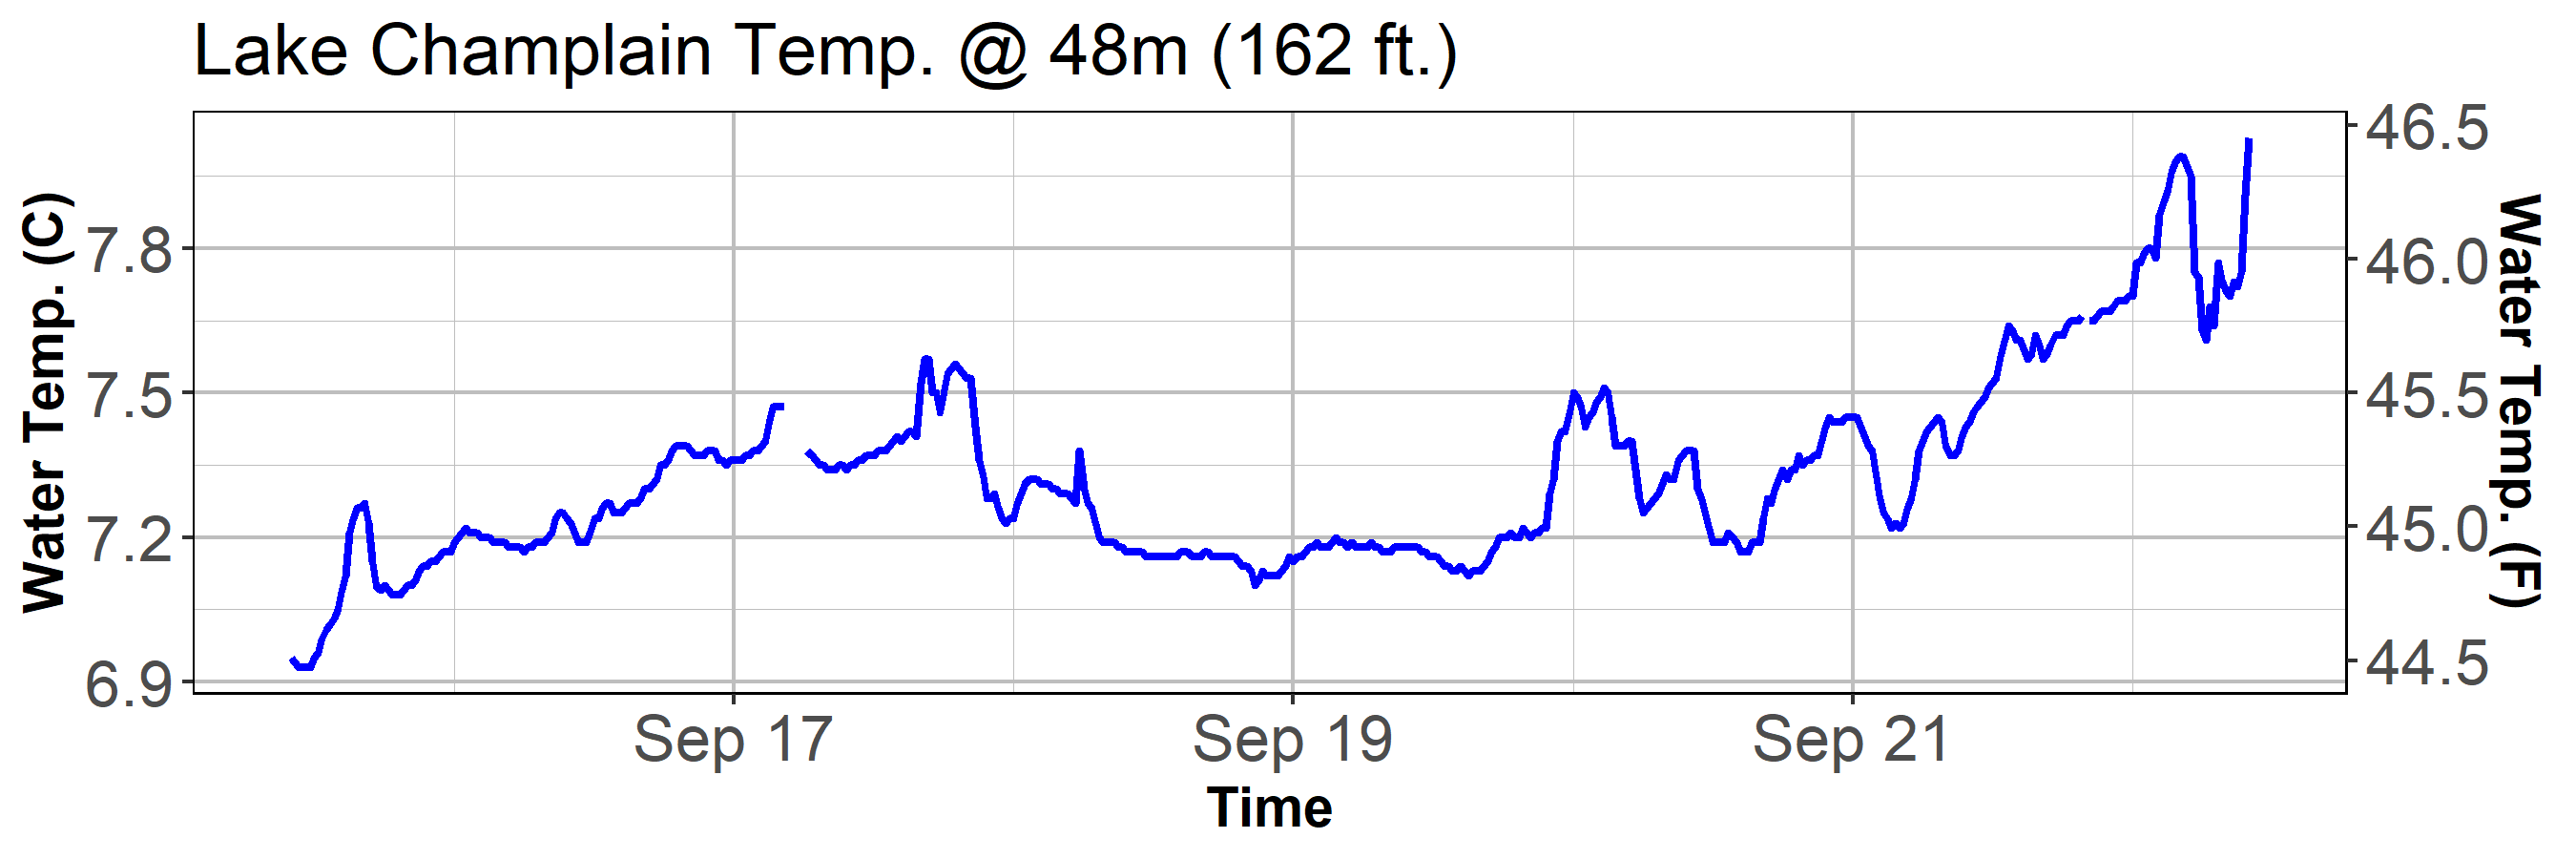 Lake Champlain Temp. @ 48m (162 ft.)
Water Temp. (C)
7.8
7.5
7.2
6.9
46.5
46.0
45.5
45.0
44.5
Water Temp. (F)
Sep 17
Sep 19
Sep 21
Time